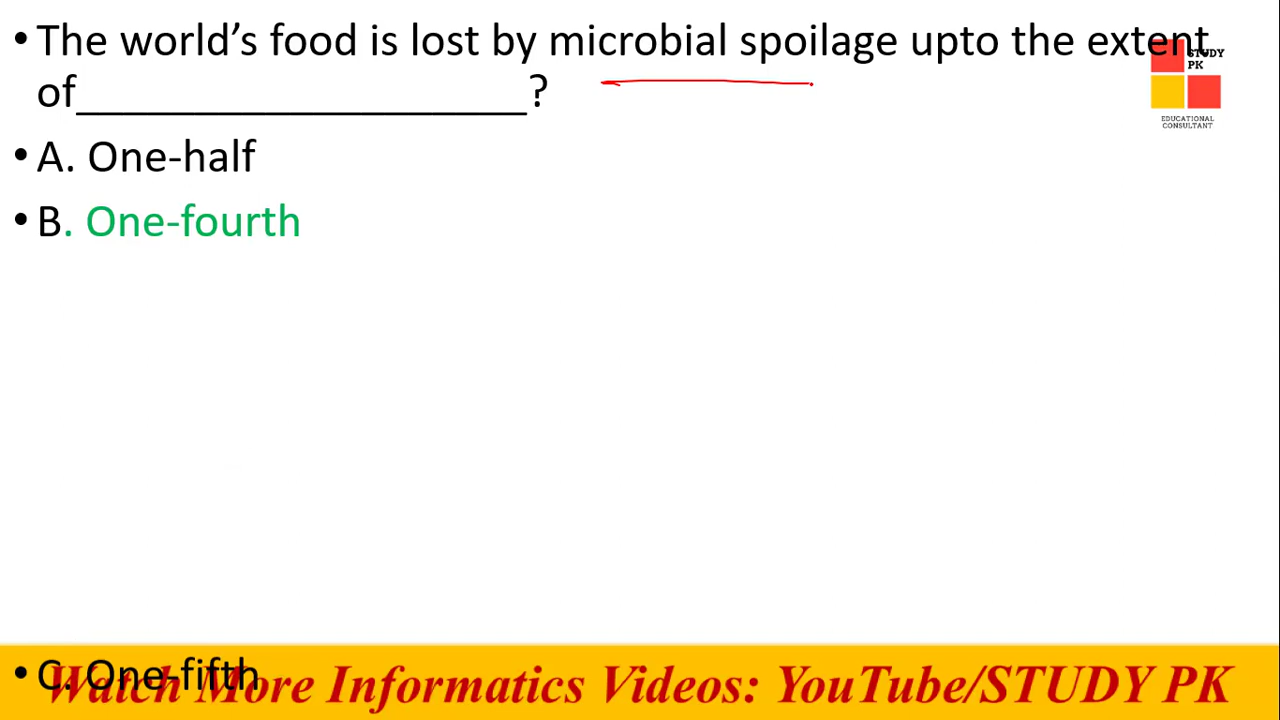 • The world’s food is lost by microbial spoilage upto the extent
of____________________?
STUDY
PK
EDUCATIONAL
CONSULTANT
• A. One-half
• B. One-fourth
• C. One-fifth
Watch More Informatics Videos: YouTube/STUDY PK